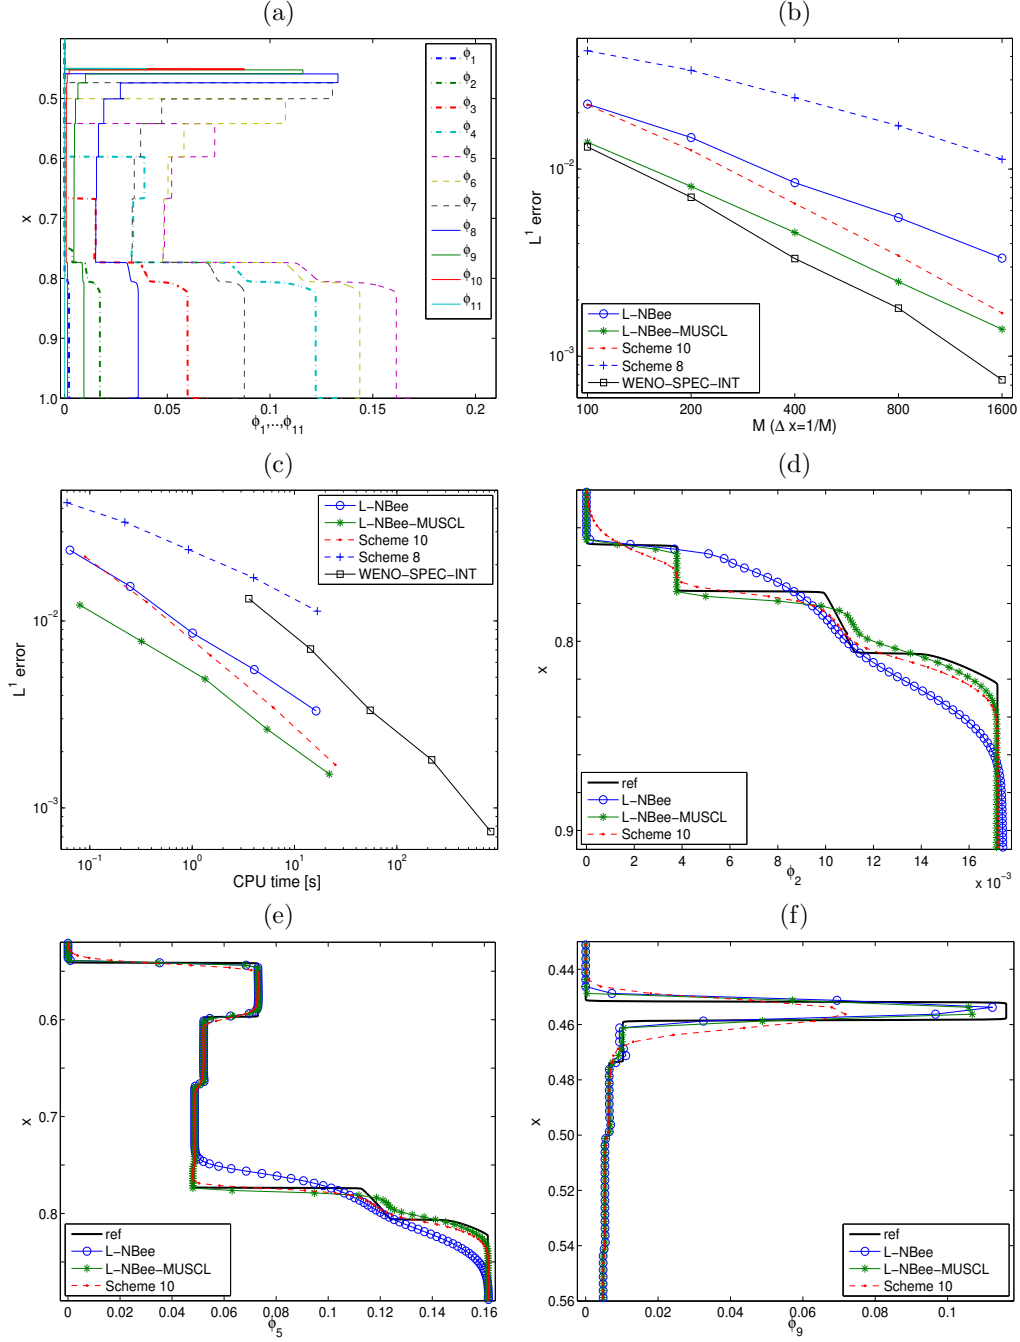 (a)
0.5
0.6
0.7
0.8
0.9
1.0
x
0
0.05
0.1
0.15
0.2
ϕ1,..,ϕ11
ϕ1
ϕ2
ϕ3
ϕ4
ϕ5
ϕ6
ϕ7
ϕ8
ϕ9
ϕ10
ϕ11
(b)
10^−2
10^−3
L^1 error
100
200
400
800
1600
M (Δ x=1/M)
L−NBee
L−NBee−MUSCL
Scheme 10
Scheme 8
WENO−SPEC−INT
(c)
10^−2
10^−3
L^1 error
10^−1
10^0
10^1
10^2
CPU time [s]
L−NBee
L−NBee−MUSCL
Scheme 10
Scheme 8
WENO−SPEC−INT
(d)
0.8
0.9
x
0
4
8
10
12
14
16
x 10^−3
ϕ2
ref
L−NBee
L−NBee−MUSCL
Scheme 10
(e)
0.6
0.7
0.8
x
0
0.02
0.04
0.06
0.08
0.10
0.12
0.14
0.16
ϕ5
ref
L−NBee
L−NBee−MUSCL
Scheme 10
(f)
0.44
0.46
0.48
0.50
0.52
0.54
0.56
x
0
0.02
0.04
0.06
0.08
0.1
ϕ9
ref
L−NBee
L−NBee−MUSCL
Scheme 10